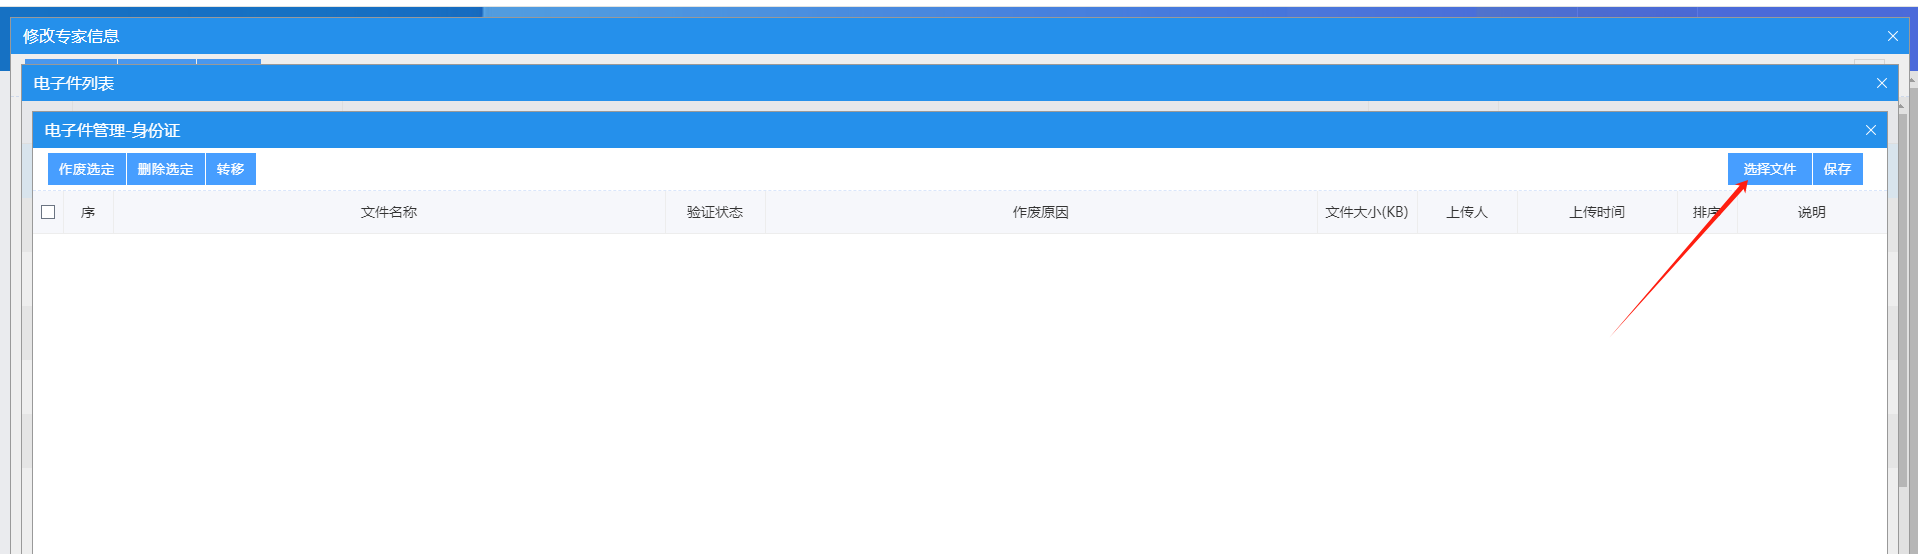 修改专家信息
电子件列表
电子件管理-身份证
作废选定 删除选定 转移 选择文件 保存
序 文件名称 验证状态 作废原因 文件大小(KB) 上传人 上传时间 排序 说明